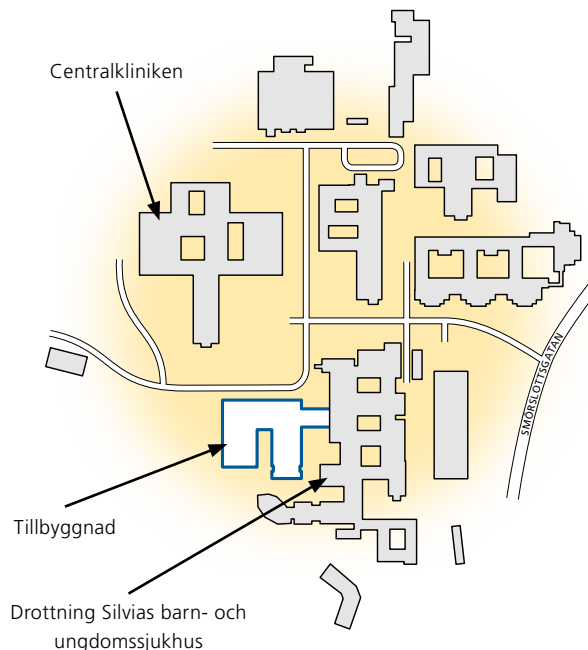 Centralkliniken
SMÖRSLOTTSGATAN
Tillbyggnad
Drottning Silvias barn- och
ungdomssjukhus